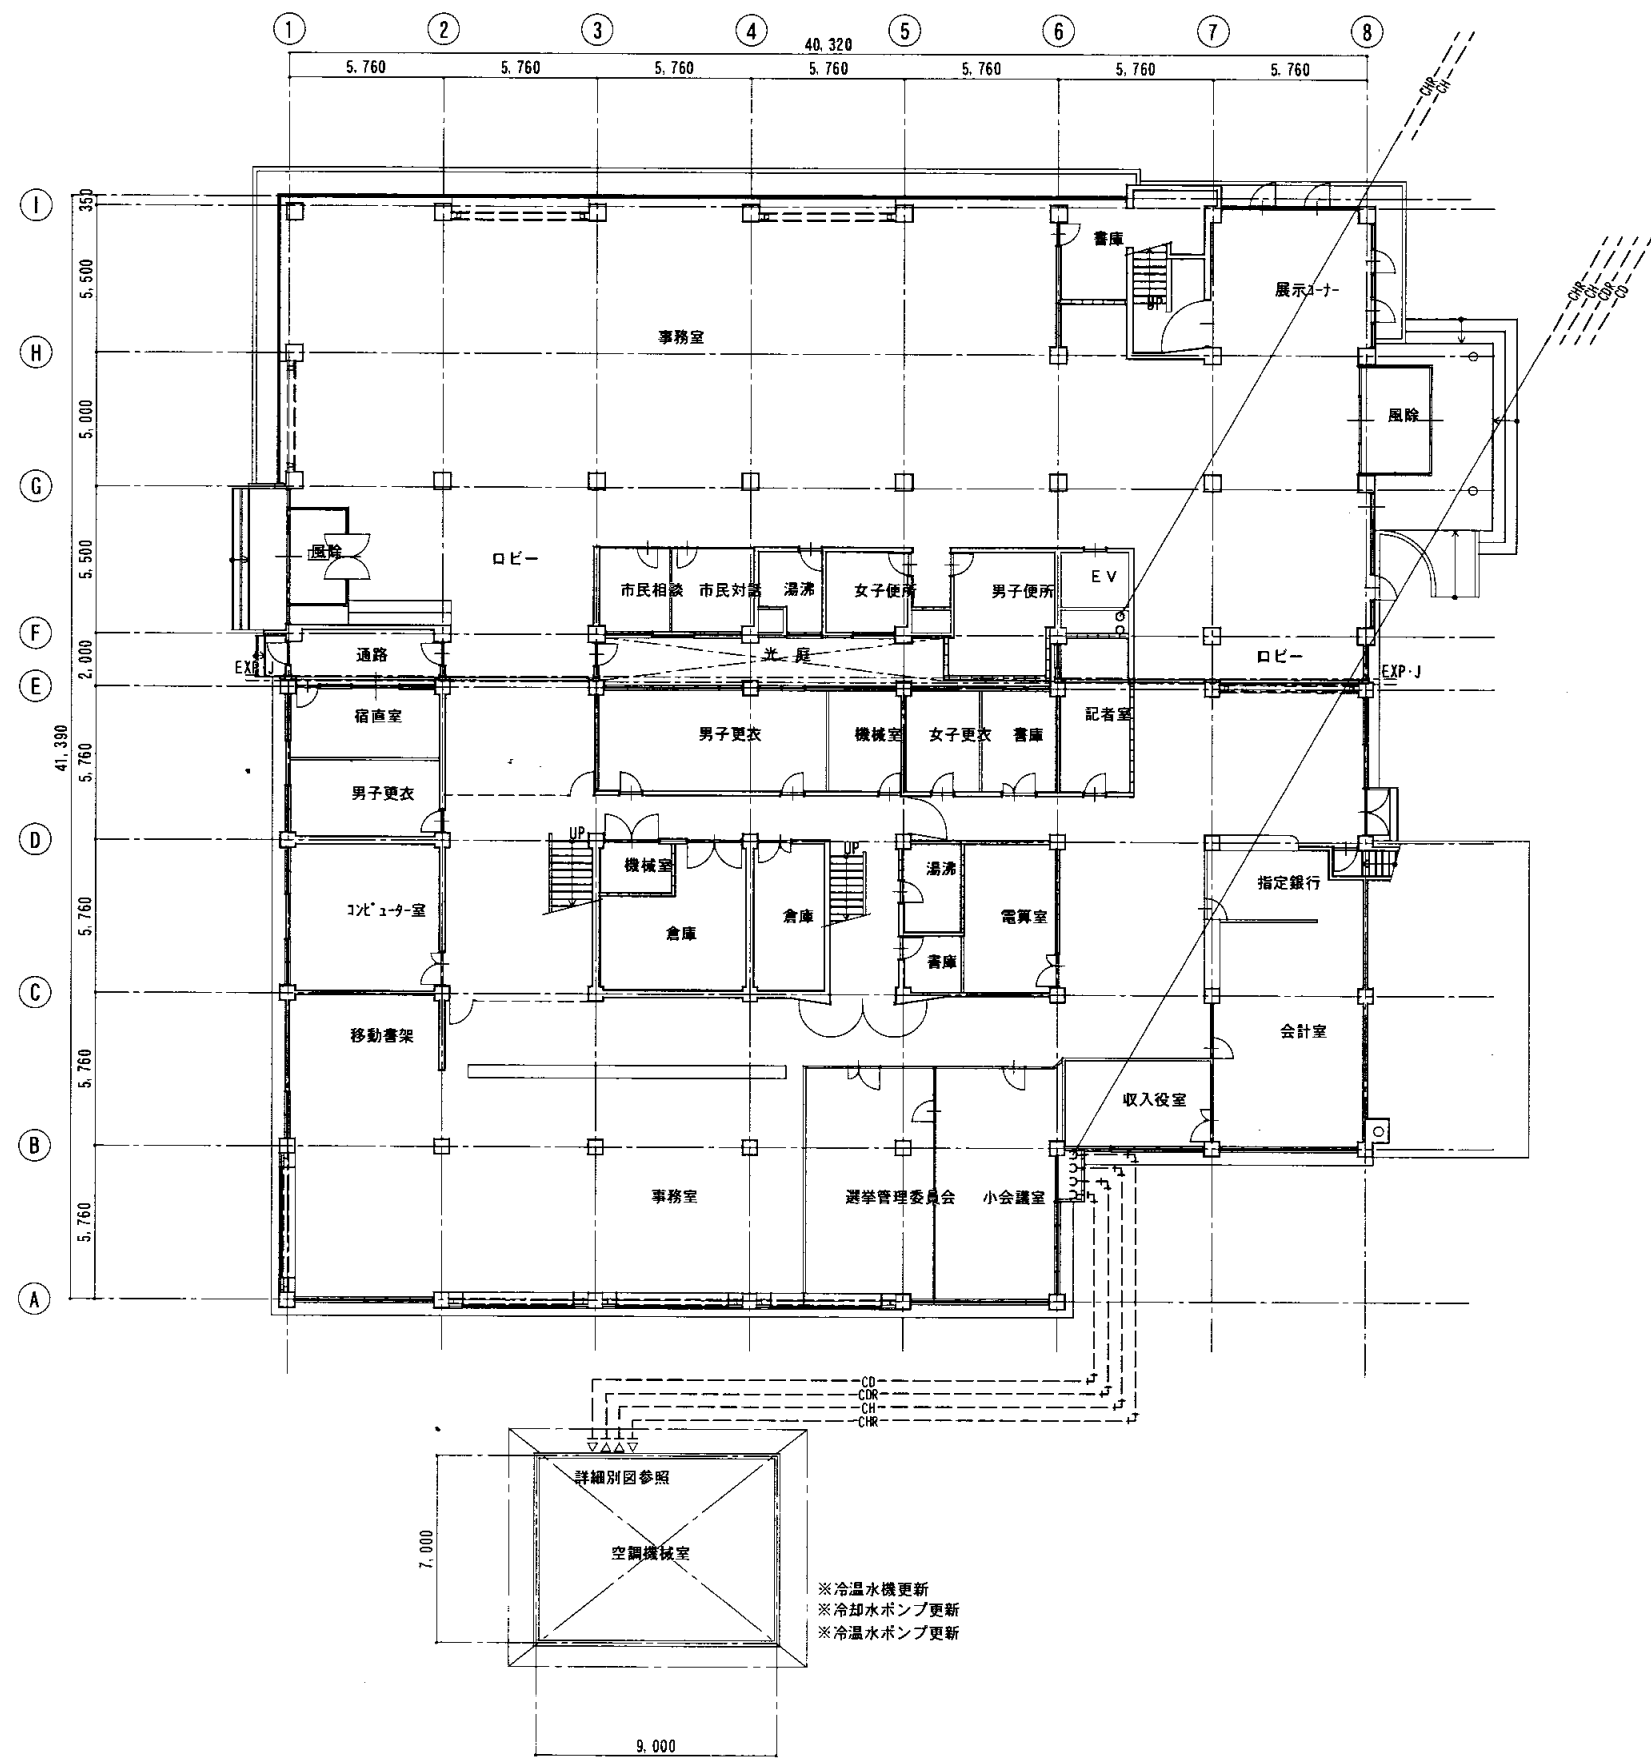 1 2 3 4 5 6 7 8
40,320
5,760 5,760 5,760 5,760 5,760 5,760 5,760
CHR
CH
I
350
CHR
CH
CDR
CD
書庫
5,500
UP
展示コーナー
事務室
H
5,000
風除
G
風除
ロビー
5,500
市民相談 市民対話 湯沸 女子便所 男子便所 EV
F
通路
光 庭
ロビー
2,000
EXP·J
EXP·J
E
宿直室
男子更衣 機械室 女子更衣 書庫 記者室
41,390
5,760
男子更衣
D
UP
UP
機械室
湯沸
指定銀行
コンピューター室
5,760
倉庫
倉庫
電算室
書庫
C
移動書架
会計室
5,760
収入役室
B
事務室
選挙管理委員会
小会議室
5,760
A
CD
CDR
CH
CHR
詳細別図参照
7,000
空調機械室
※冷温水機更新
※冷却水ポンプ更新
※冷温水ポンプ更新
9,000